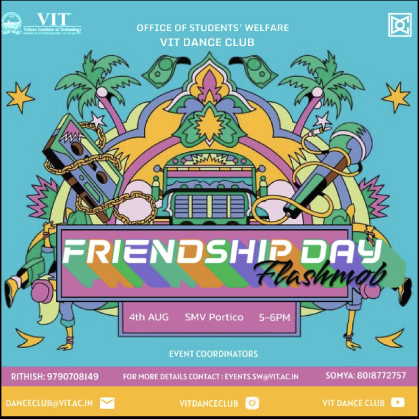 VIT
Vellore Institute of Technology
OFFICE OF STUDENTS' WELFARE
VIT DANCE CLUB
FRIENDSHIP DAY
Flashmob
4th AUG SMV Portico 5-6PM
EVENT COORDINATORS
RITHISH: 9790708149 FOR MORE DETAILS CONTACT : EVENTS.SW@VIT.AC.IN SOMYA: 8018772757
DANCECLUB@VIT.AC.IN VITDANCECLUB VIT DANCE CLUB